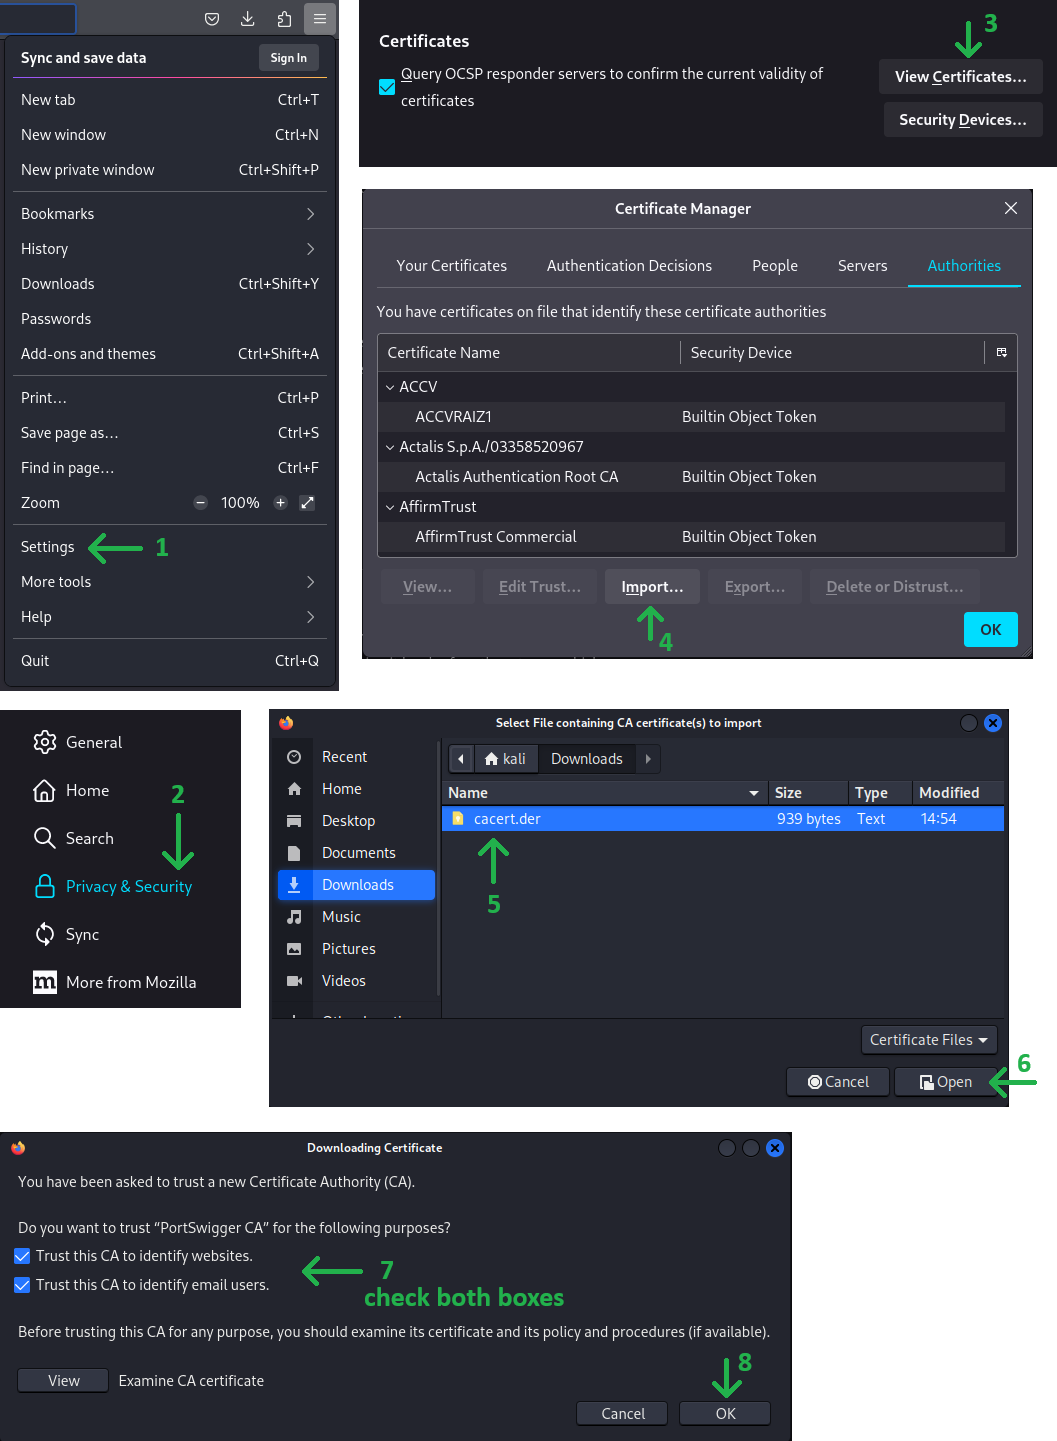 Sync and save data Sign In
New tab Ctrl+T
New window Ctrl+N
New private window Ctrl+Shift+P
Bookmarks
History
Downloads Ctrl+Shift+Y
Passwords
Add-ons and themes Ctrl+Shift+A
Print... Ctrl+P
Save page as... Ctrl+S
Find in page... Ctrl+F
Zoom 100%
Settings 1
More tools
Help
Quit Ctrl+Q
3
Certificates
Query OCSP responder servers to confirm the current validity of
certificates
View Certificates...
Security Devices...
Certificate Manager
Your Certificates Authentication Decisions People Servers Authorities
You have certificates on file that identify these certificate authorities
Certificate Name Security Device
ACCV
ACCVRAIZ1 Builtin Object Token
Actalis S.p.A./03358520967
Actalis Authentication Root CA Builtin Object Token
AffirmTrust
AffirmTrust Commercial Builtin Object Token
View... Edit Trust... Import... Export... Delete or Distrust...
4
OK
General
Home
2
Search
Privacy & Security
Sync
m More from Mozilla
Select File containing CA certificate(s) to import
Recent
Home
Desktop
Documents
Downloads
Music
Pictures
Videos
kali Downloads
Name Size Type Modified
cacert.der 939 bytes Text 14:54
5
Certificate Files
6
Cancel Open
Downloading Certificate
You have been asked to trust a new Certificate Authority (CA).
Do you want to trust “PortSwigger CA” for the following purposes?
Trust this CA to identify websites.
Trust this CA to identify email users.
7
check both boxes
Before trusting this CA for any purpose, you should examine its certificate and its policy and procedures (if available).
View Examine CA certificate
8
Cancel OK